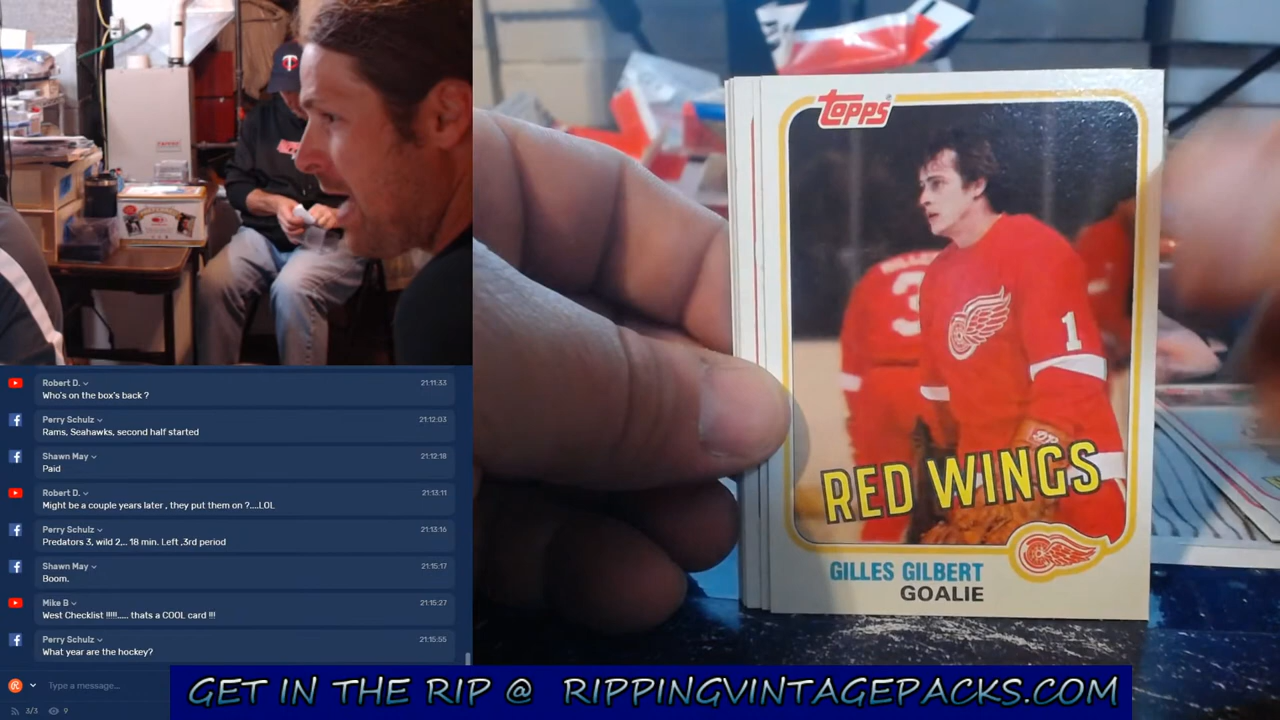 Robert D.
21:11:33
Who's on the box's back ?
Perry Schulz
21:12:03
Rams, Seahawks, second half started
Shawn May
21:12:18
Paid
Robert D.
21:13:11
Might be a couple years later , they put them on ?....LOL
Perry Schulz
21:13:16
Predators 3, wild 2,.. 18 min. Left ,3rd period
Shawn May
21:15:17
Boom.
Mike B
21:15:27
West Checklist !!!!!..... thats a COOL card !!!
Perry Schulz
21:15:55
What year are the hockey?
Type a message...
3/3 9
topps
3
1
RED WINGS
GILLES GILBERT
GOALIE
GET IN THE RIP @ RIPPINGVINTAGEPACKS.COM